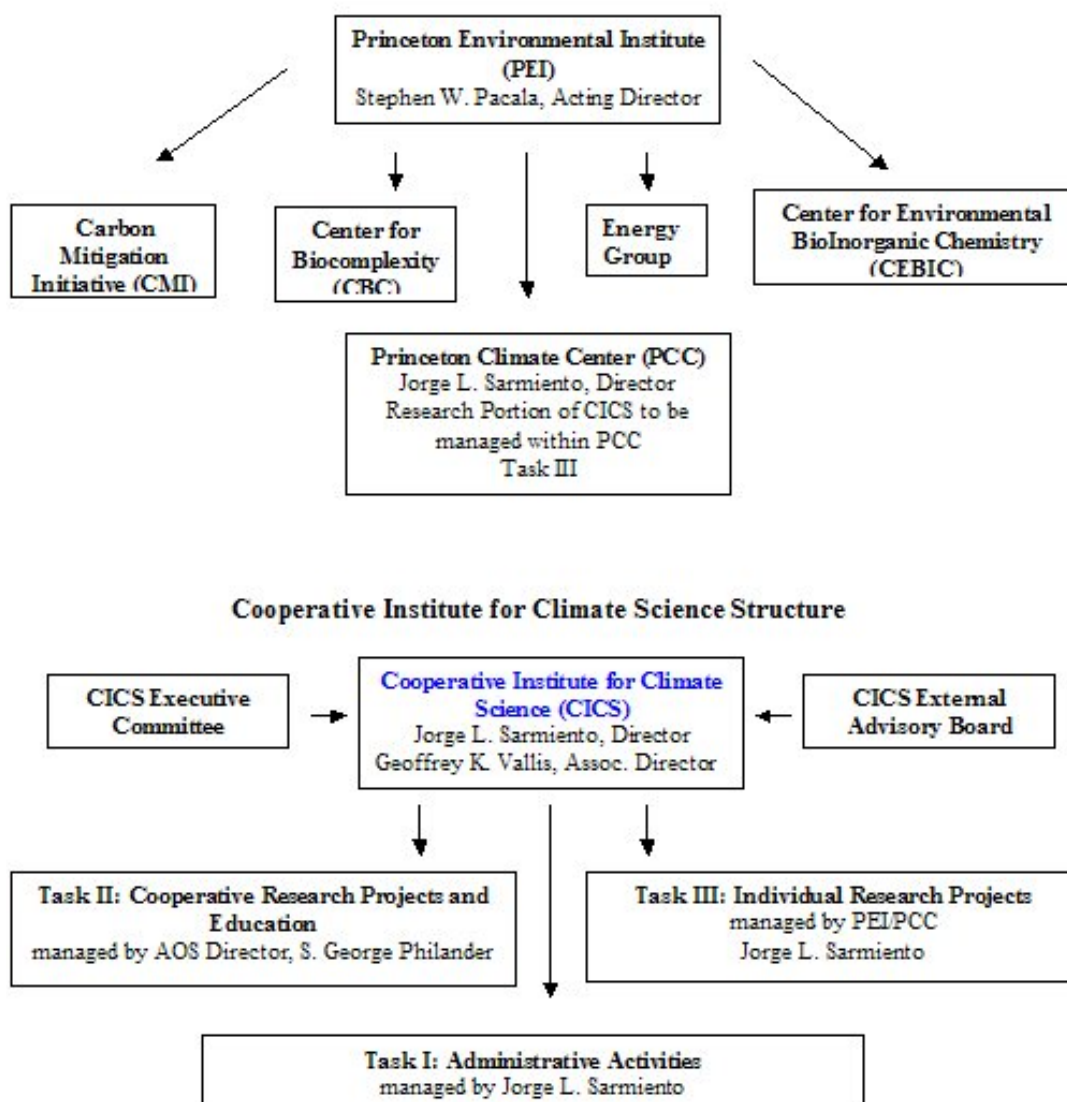 Princeton Environmental Institute
(PEI)
Stephen W. Pacala, Acting Director
Carbon
Mitigation
Initiative (CMI)
Center for
Biocomplexity
(CBC)
Energy
Group
Center for Environmental
BioInorganic Chemistry
(CEBIC)
Princeton Climate Center (PCC)
Jorge L. Sarmiento, Director
Research Portion of CICS to be
managed within PCC
Task III
Cooperative Institute for Climate Science Structure
CICS Executive
Committee
Cooperative Institute for Climate
Science (CICS)
Jorge L. Sarmiento, Director
Geoffrey K. Vallis, Assoc. Director
CICS External
Advisory Board
Task II: Cooperative Research Projects and
Education
managed by AOS Director, S. George Philander
Task III: Individual Research Projects
managed by PEI/PCC
Jorge L. Sarmiento
Task I: Administrative Activities
managed by Jorge L. Sarmiento